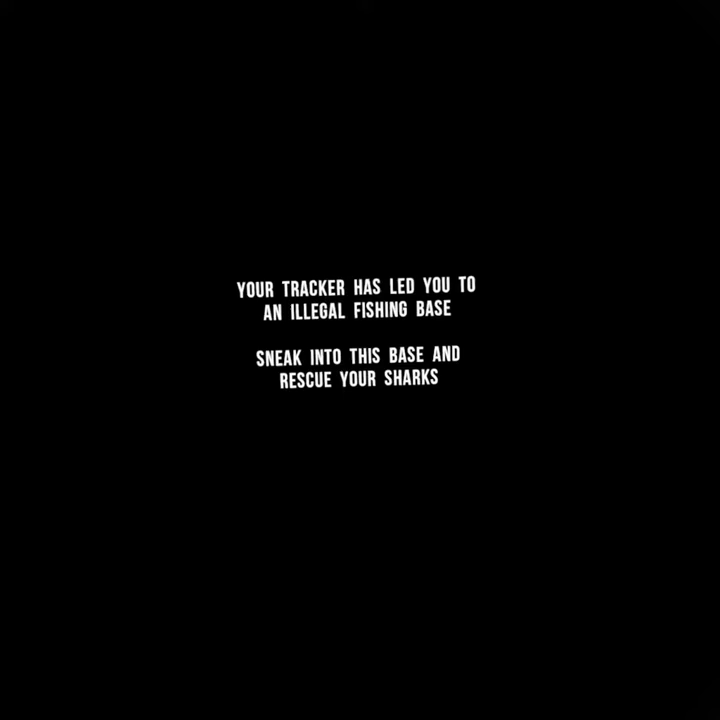 YOUR TRACKER HAS LED YOU TO
AN ILLEGAL FISHING BASE
SNEAK INTO THIS BASE AND
RESCUE YOUR SHARKS